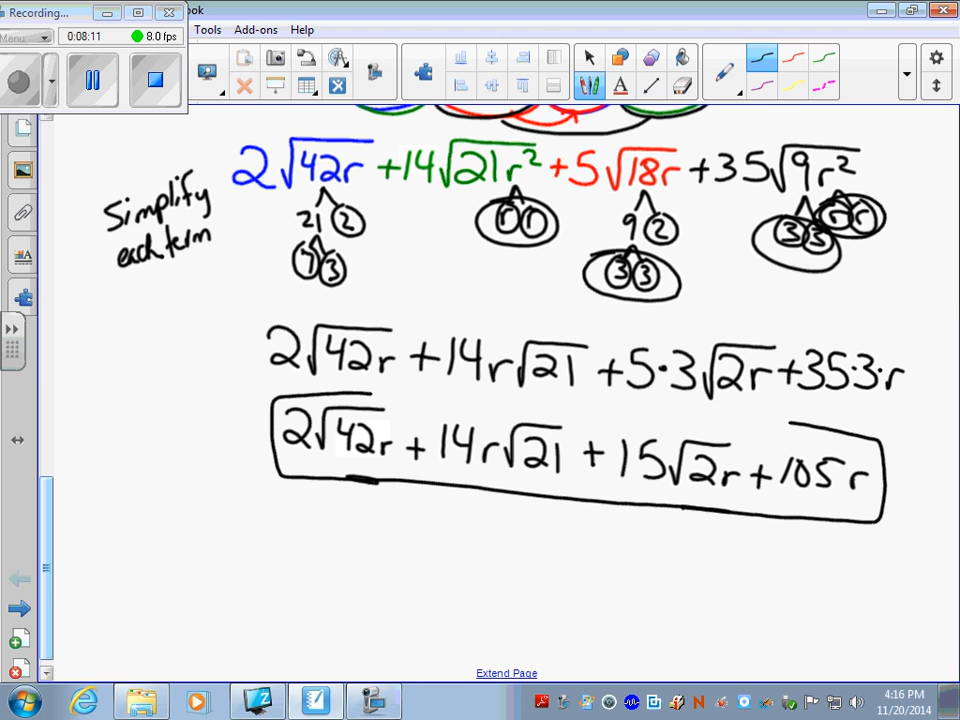 Recording...
ook
Menu
0:08:11
8.0 fps
Tools Add-ons Help
2√42r +14√21r² +5√18r +35√9r²
Simplify
each term
21 2
r r
9 2
3 3
r r
7 3
3 3
2√42r +14r√21 +5·3√2r+35·3·r
2√42r + 14r√21 + 15√2r + 105r
Extend Page
4:16 PM
11/20/2014